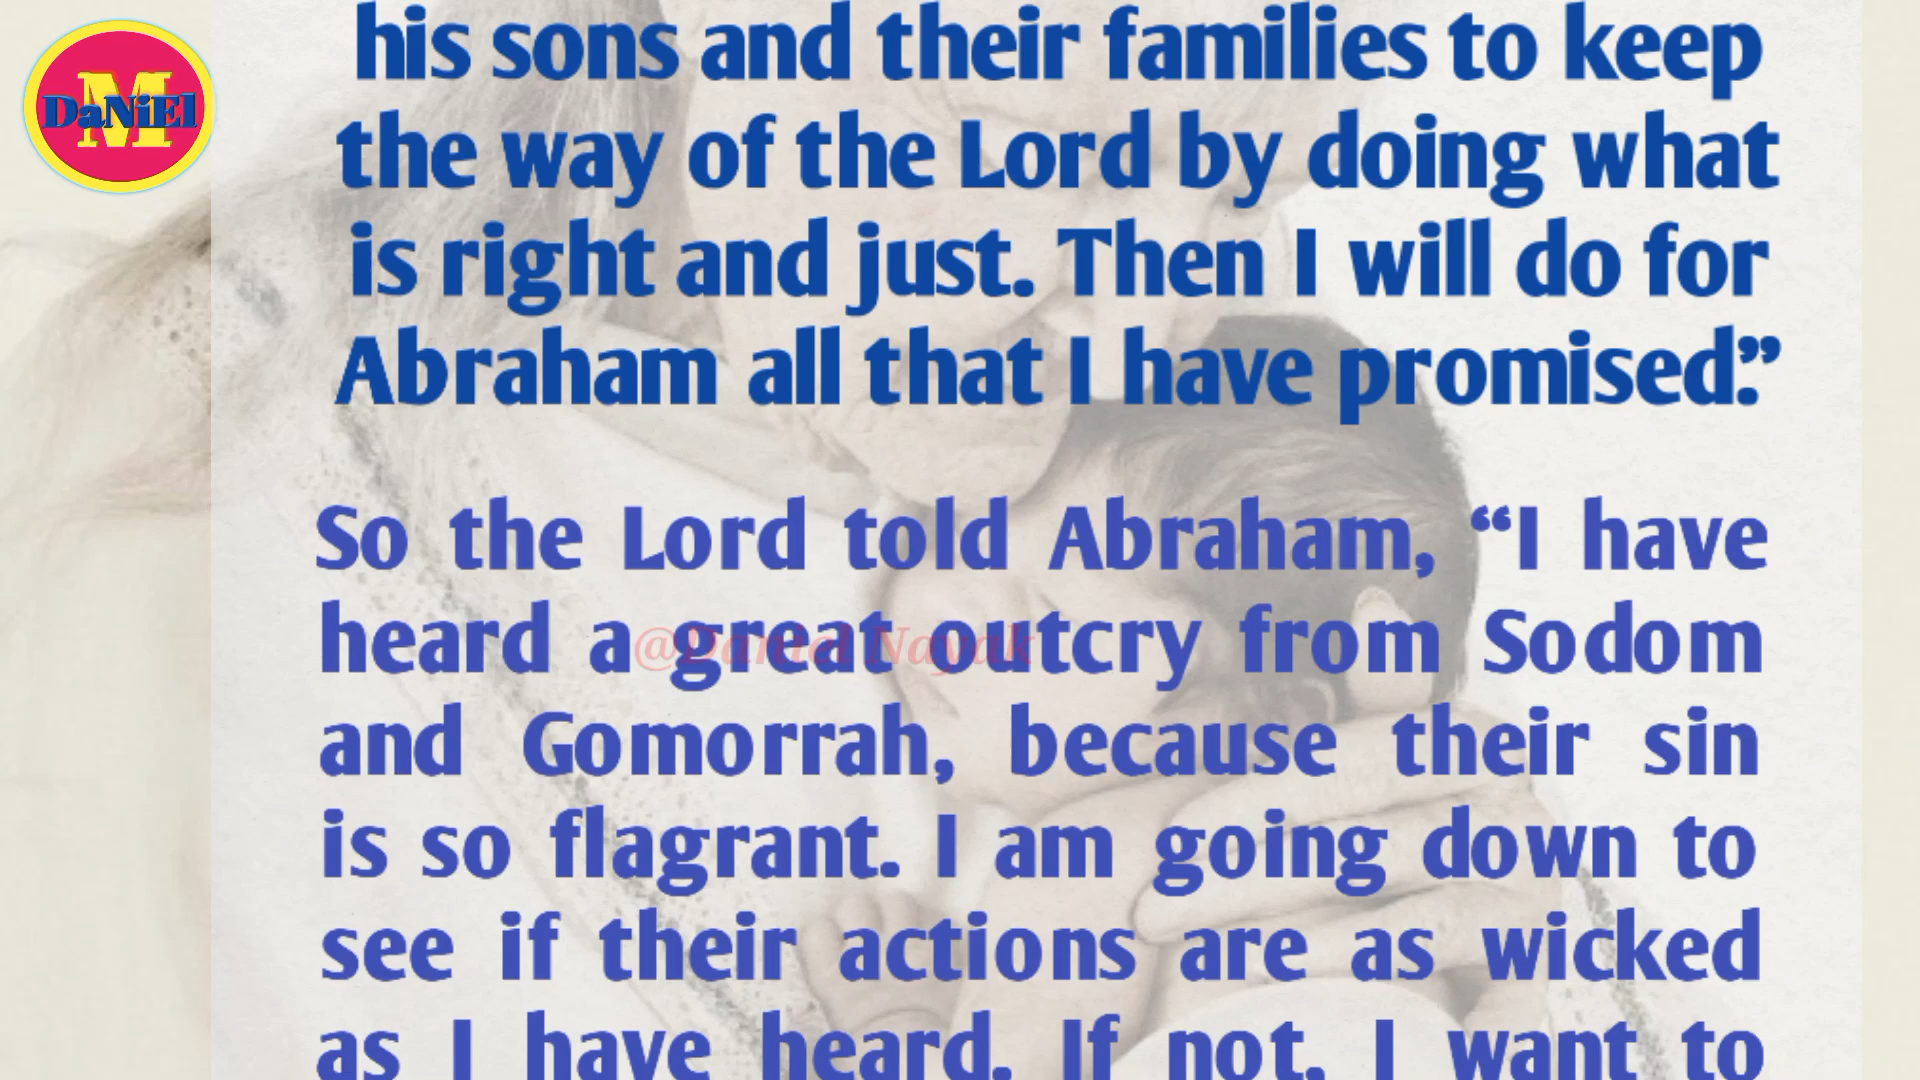 M
DaNiEl
his sons and their families to keep
the way of the Lord by doing what
is right and just. Then I will do for
Abraham all that I have promised.”
So the Lord told Abraham, “I have
heard a great outcry from Sodom
@Daniel Nayak
and Gomorrah, because their sin
is so flagrant. I am going down to
see if their actions are as wicked
as I have heard. If not, I want to